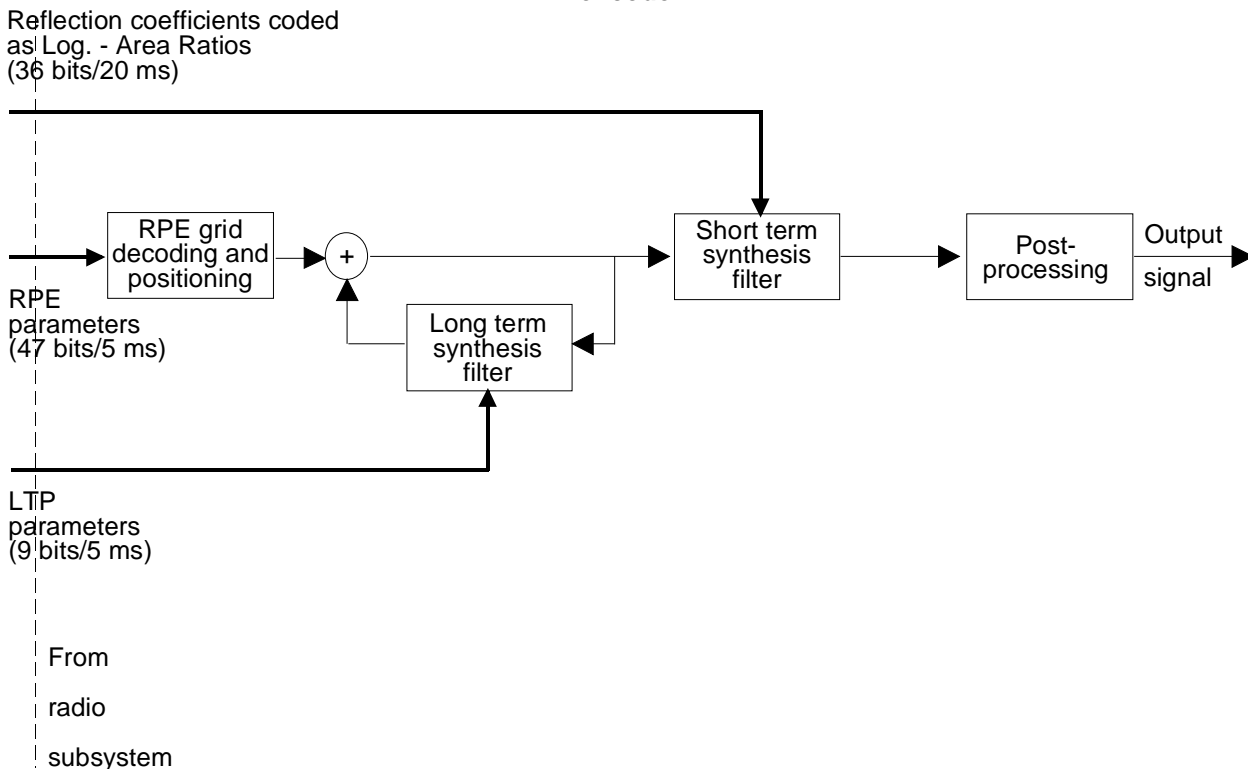 Reflection coefficients coded
as Log. - Area Ratios
(36 bits/20 ms)
RPE grid
decoding and
positioning
+
Short term
synthesis
filter
Post-
processing
Output
signal
RPE
parameters
(47 bits/5 ms)
Long term
synthesis
filter
LTP
parameters
(9 bits/5 ms)
From
radio
subsystem